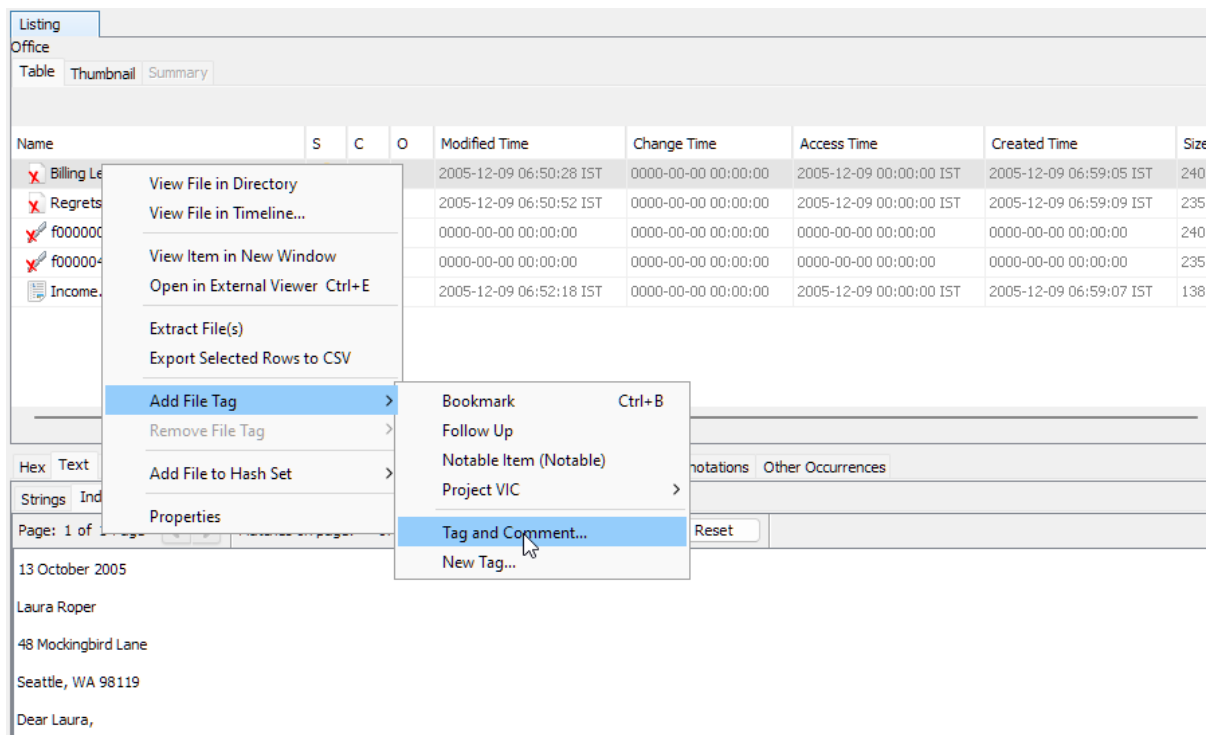 Listing
Office
Table Thumbnail Summary
Name S C O Modified Time Change Time Access Time Created Time Size
Billing Le 2005-12-09 06:50:28 IST 0000-00-00 00:00:00 2005-12-09 00:00:00 IST 2005-12-09 06:59:05 IST 240
Regrets 2005-12-09 06:50:52 IST 0000-00-00 00:00:00 2005-12-09 00:00:00 IST 2005-12-09 06:59:09 IST 235
f000000 0000-00-00 00:00:00 0000-00-00 00:00:00 0000-00-00 00:00:00 0000-00-00 00:00:00 240
f000004 0000-00-00 00:00:00 0000-00-00 00:00:00 0000-00-00 00:00:00 0000-00-00 00:00:00 235
Income. 2005-12-09 06:52:18 IST 0000-00-00 00:00:00 2005-12-09 00:00:00 IST 2005-12-09 06:59:07 IST 138
View File in Directory
View File in Timeline...
View Item in New Window
Open in External Viewer Ctrl+E
Extract File(s)
Export Selected Rows to CSV
Add File Tag
Remove File Tag
Add File to Hash Set
Properties
Bookmark Ctrl+B
Follow Up
Notable Item (Notable)
Project VIC
Tag and Comment...
New Tag...
Hex Text notations Other Occurrences
Strings Ind
Page: 1 of Reset
13 October 2005
Laura Roper
48 Mockingbird Lane
Seattle, WA 98119
Dear Laura,